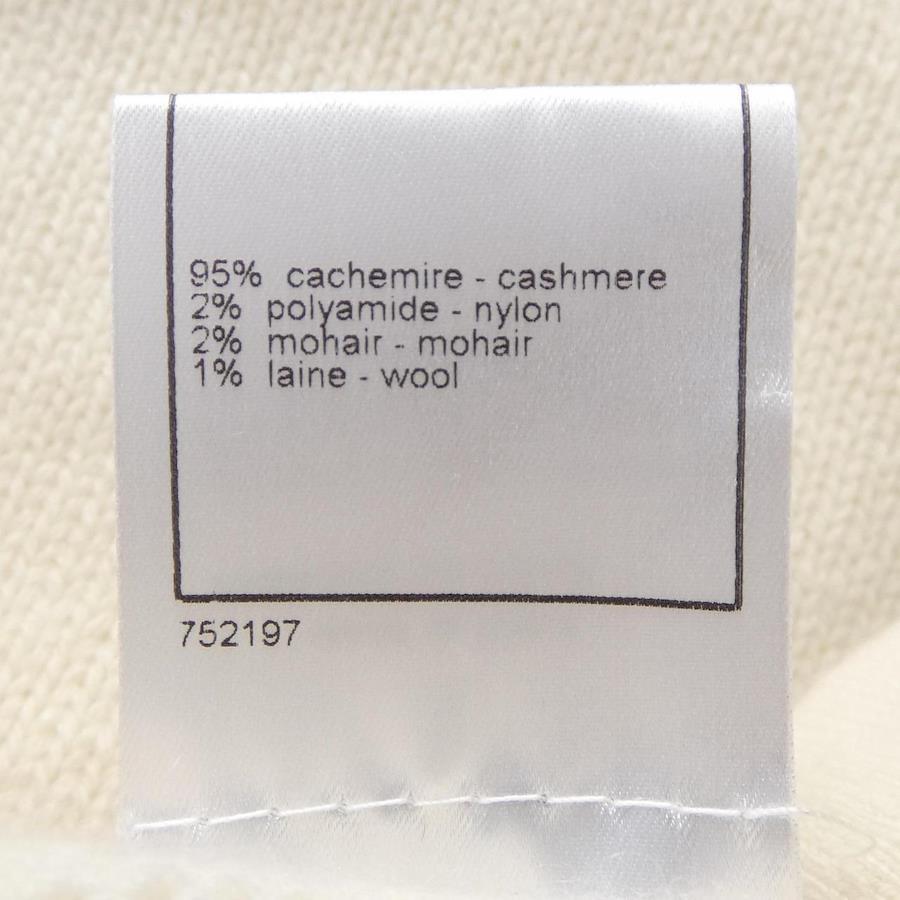 95% cachemire - cashmere
2% polyamide - nylon
2% mohair - mohair
1% laine - wool
752197